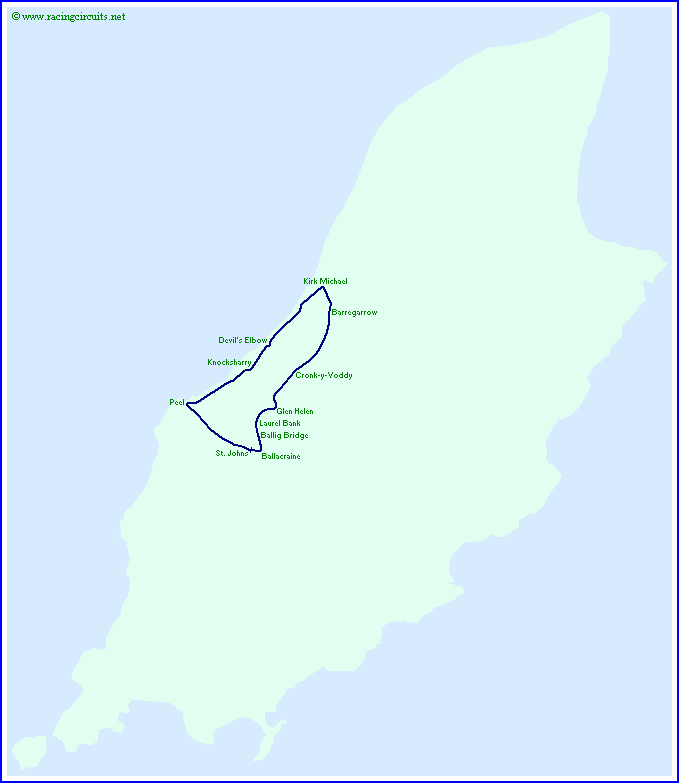 © www.racingcircuits.net
Kirk Michael
Barregarrow
Devil's Elbow
Knocksharry
Cronk-y-Voddy
Peel
Glen Helen
Laurel Bank
Ballig Bridge
St. Johns
Ballacraine